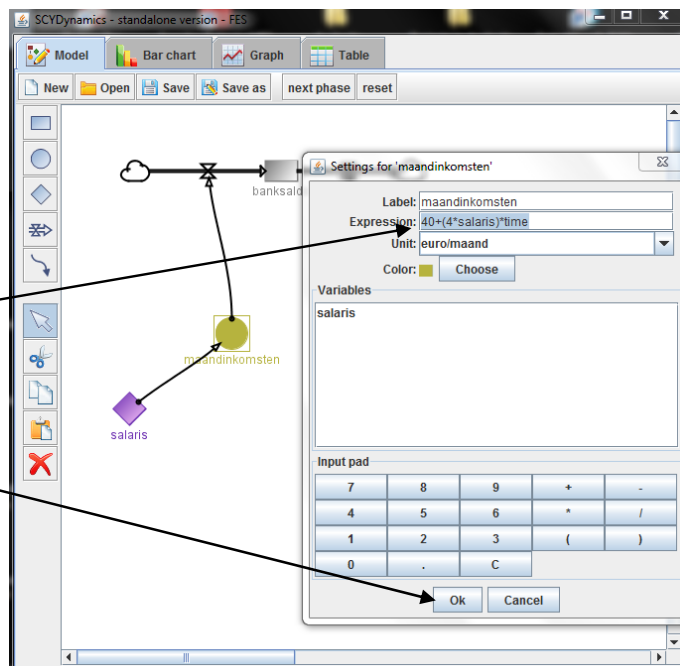 SCYDynamics - standalone version - FES
Model Bar chart Graph Table
New Open Save Save as next phase reset
banksald
maandinkomsten
salaris
Settings for 'maandinkomsten'
Label: maandinkomsten
Expression: 40+(4*salaris)*time
Unit: euro/maand
Color: Choose
Variables
salaris
Input pad
7 8 9 + -
4 5 6 * /
1 2 3 ( )
0 . C
Ok Cancel